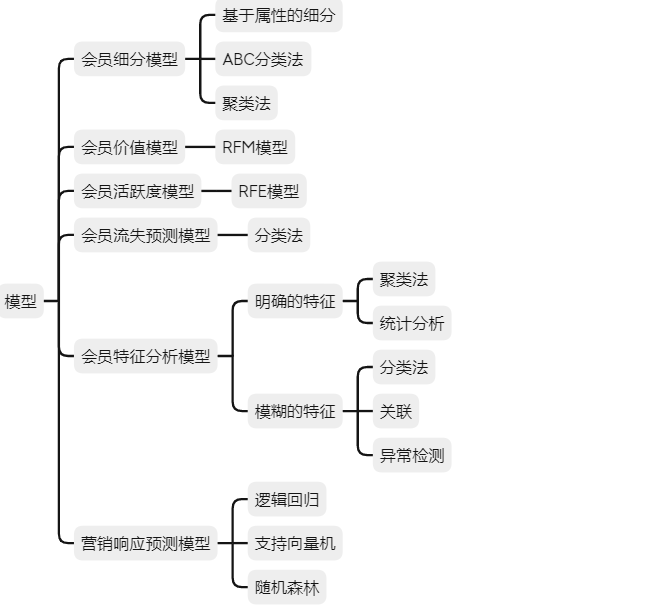 模型
会员细分模型
基于属性的细分
ABC分类法
聚类法
会员价值模型
RFM模型
会员活跃度模型
RFE模型
会员流失预测模型
分类法
会员特征分析模型
明确的特征
聚类法
统计分析
模糊的特征
分类法
关联
异常检测
营销响应预测模型
逻辑回归
支持向量机
随机森林